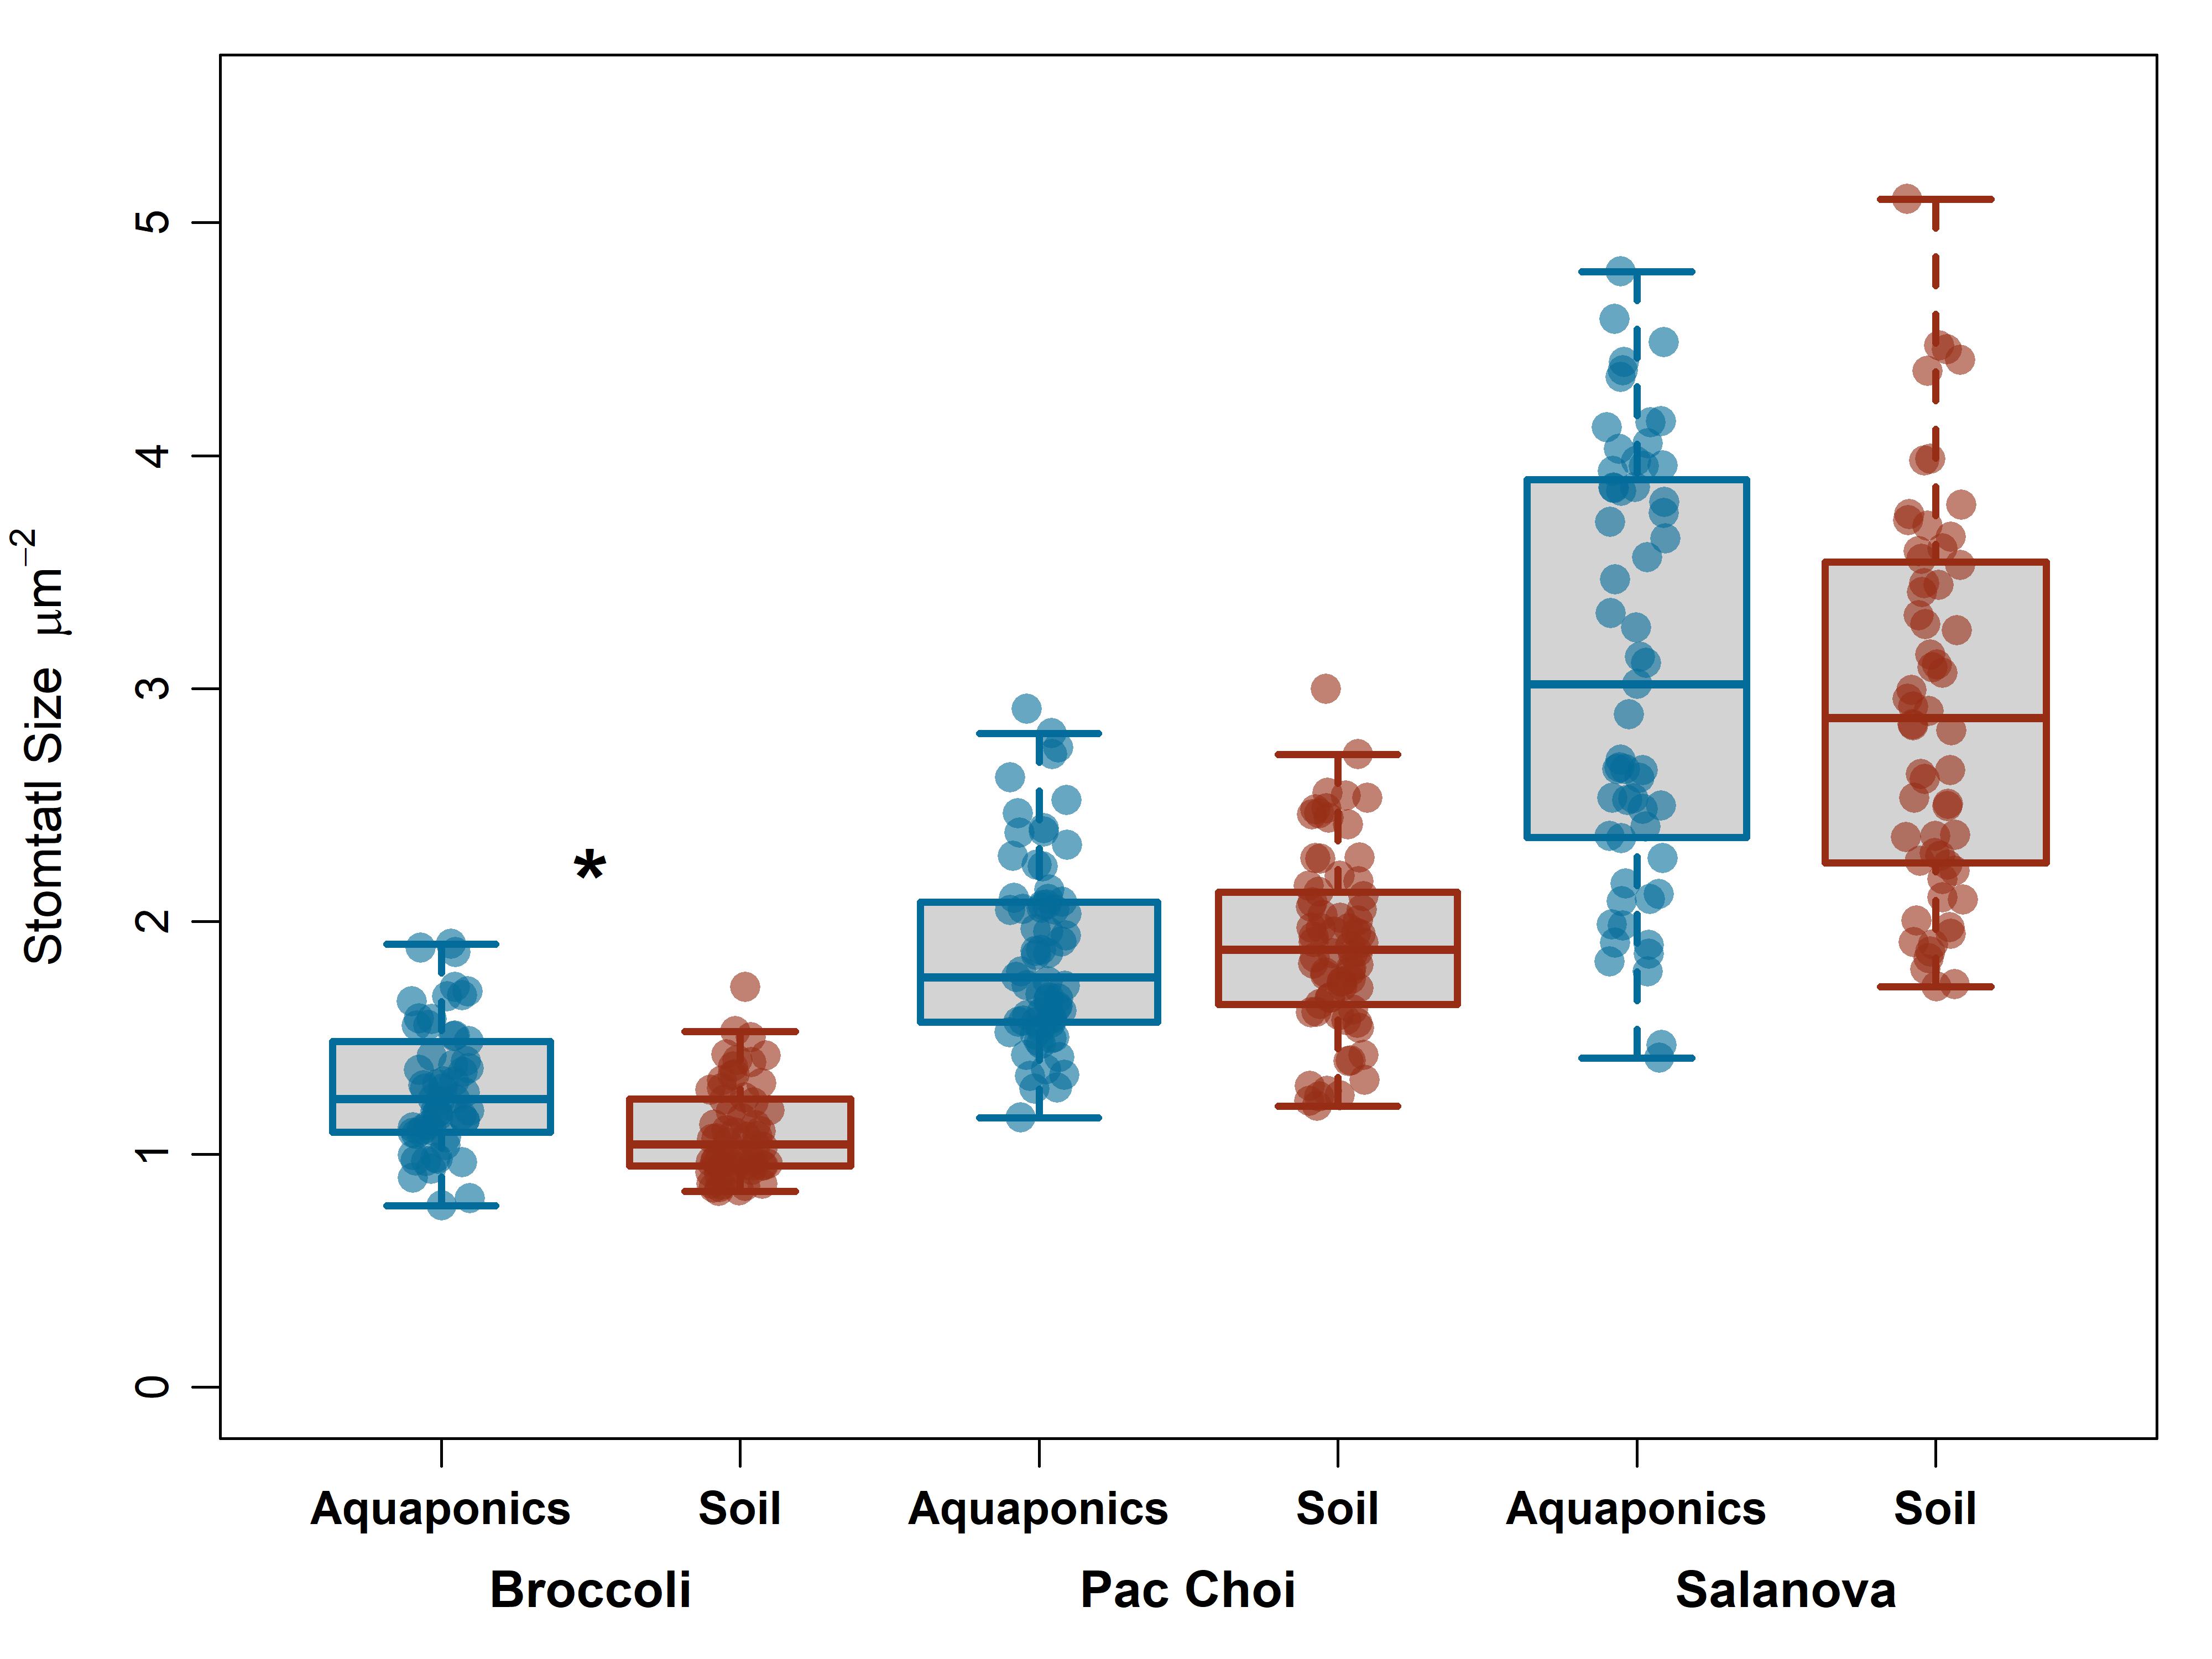 Stomtatl Size μm⁻²
5
4
3
2
1
0
*
Aquaponics Soil Aquaponics Soil Aquaponics Soil
Broccoli Pac Choi Salanova